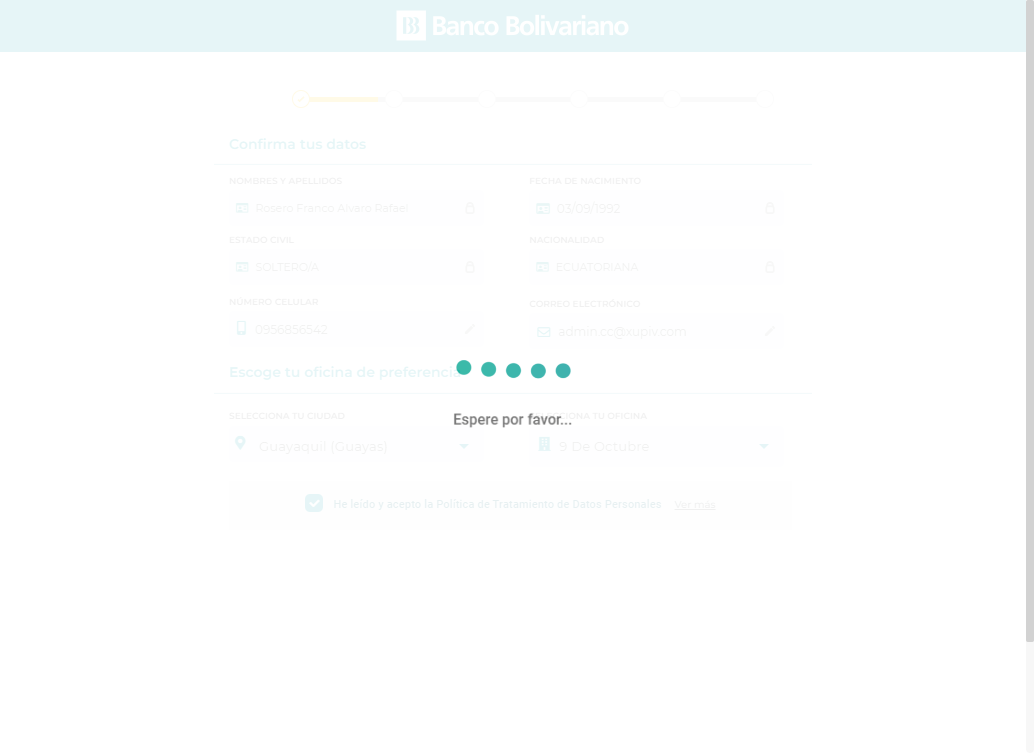 Banco Bolivariano
Confirma tus datos
NOMBRES Y APELLIDOS
Rosero Franco Alvaro Rafael
FECHA DE NACIMIENTO
03/09/1992
ESTADO CIVIL
SOLTERO/A
NACIONALIDAD
ECUATORIANA
NÚMERO CELULAR
0956856542
CORREO ELECTRÓNICO
admin.cc@xupiv.com
Escoge tu oficina de preferencia
Espere por favor...
SELECCIONA TU CIUDAD
Guayaquil (Guayas)
SELECCIONA TU OFICINA
9 De Octubre
He leído y acepto la Política de Tratamiento de Datos Personales Ver más